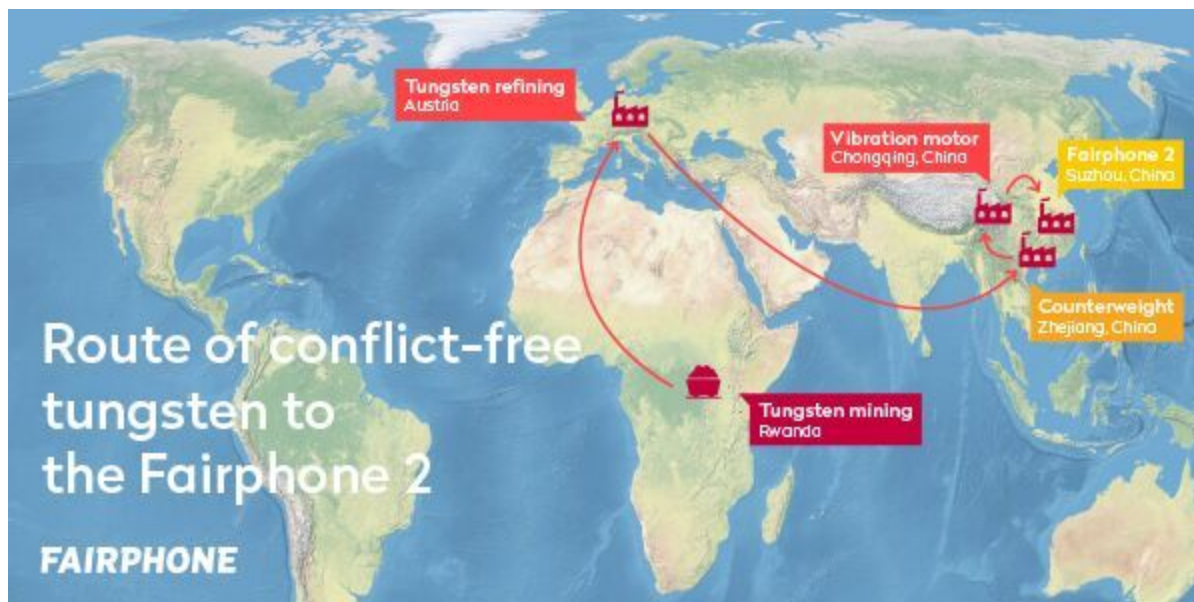 Tungsten refining
Austria
Vibration motor
Chongqing, China
Fairphone 2
Suzhou, China
Counterweight
Zhejiang, China
Tungsten mining
Rwanda
Route of conflict-free
tungsten to
the Fairphone 2
FAIRPHONE